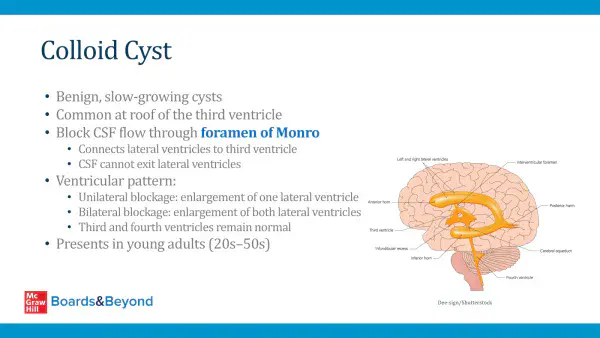 Colloid Cyst
• Benign, slow-growing cysts
• Common at roof of the third ventricle
• Block CSF flow through foramen of Monro
• Connects lateral ventricles to third ventricle
• CSF cannot exit lateral ventricles
• Ventricular pattern:
• Unilateral blockage: enlargement of one lateral ventricle
• Bilateral blockage: enlargement of both lateral ventricles
• Third and fourth ventricles remain normal
• Presents in young adults (20s–50s)
Left and right lateral ventricles
Interventricular foramen
Anterior horn
Posterior horn
Third ventricle
Infundibular recess
Inferior horn
Cerebral aqueduct
Fourth ventricle
Dee-sign/Shutterstock
Mc
Graw
Hill
Boards&Beyond